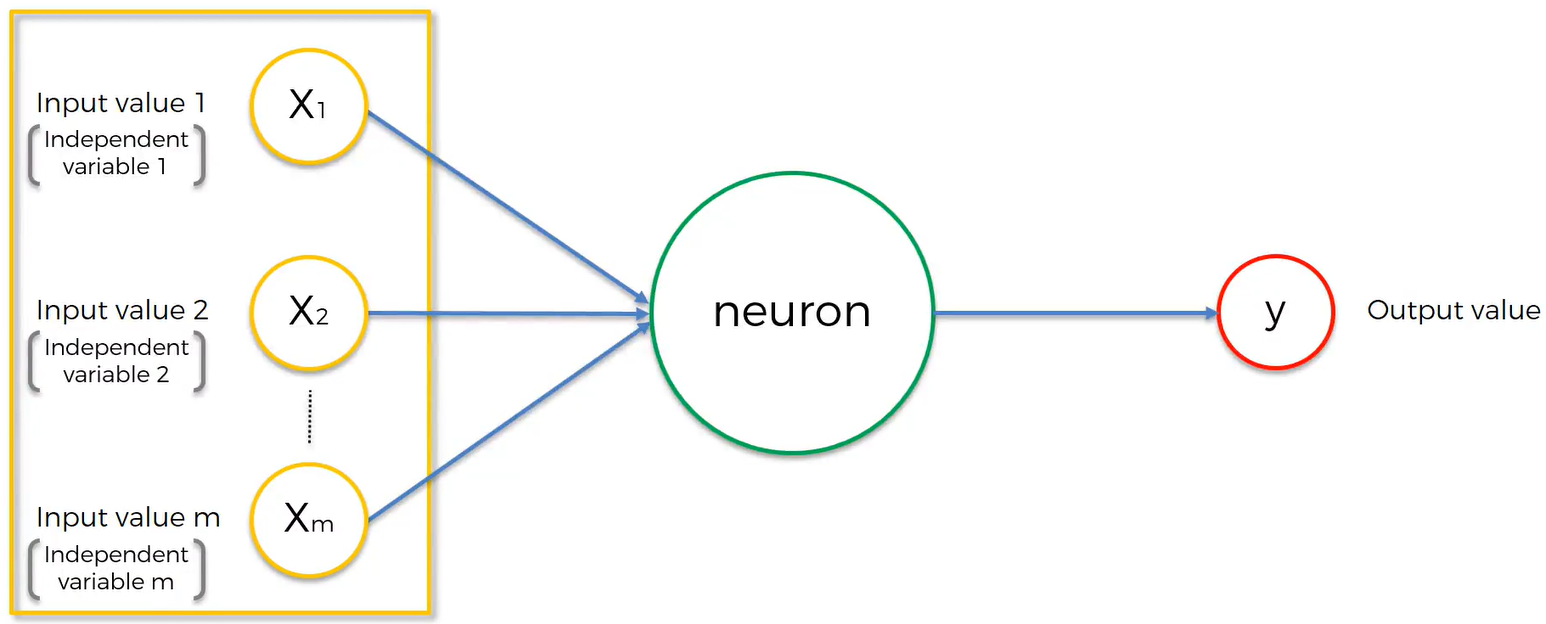 Input value 1
Independent
variable 1
X1
Input value 2
Independent
variable 2
X2
Input value m
Independent
variable m
Xm
neuron
y
Output value